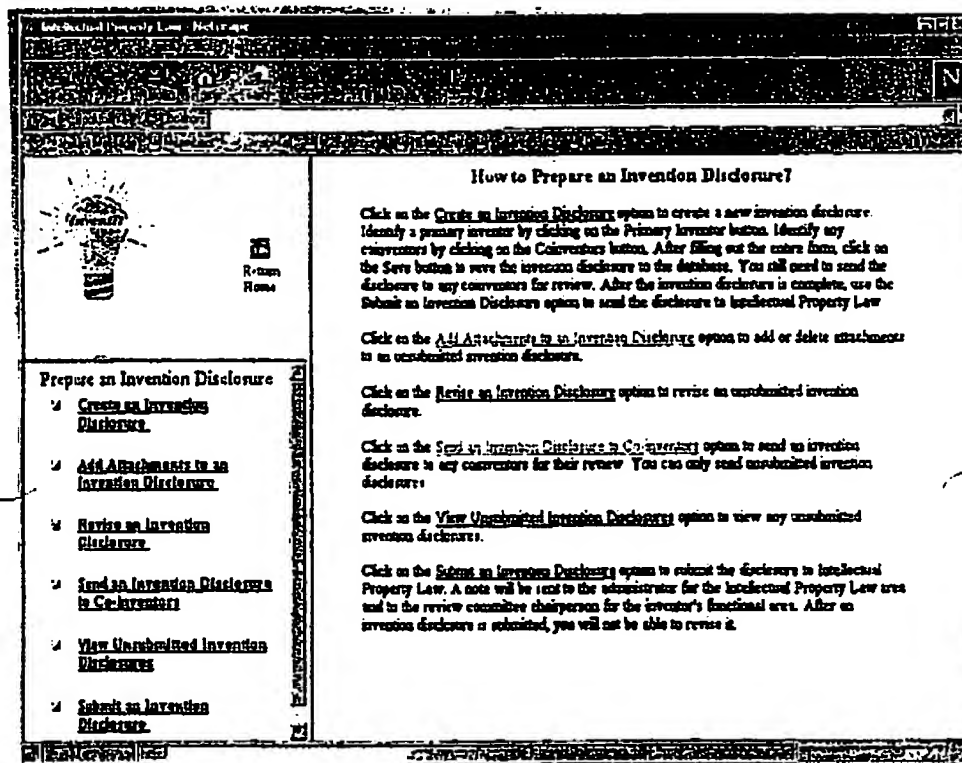 Intellectual Property Law - Netscape
N
Return
Home
Prepare an Invention Disclosure
Create an Invention
Disclosure
Add Attachments to an
Invention Disclosure
Revise an Invention
Disclosure
Send an Invention Disclosure
to Co-Inventors
View Unsubmitted Invention
Disclosures
Submit an Invention
Disclosure
How to Prepare an Invention Disclosure?
Click on the Create an Invention Disclosure option to create a new invention disclosure.
Identify a primary inventor by clicking on the Primary Inventor button. Identify any
coinventors by clicking on the Coinventors button. After filling out the entire form, click on
the Save button to save the invention disclosure to the database. You still need to send the
disclosure to any coinventors for review. After the invention disclosure is complete, use the
Submit an Invention Disclosure option to send the disclosure to Intellectual Property Law
Click on the Add Attachments to an Invention Disclosure option to add or delete attachments
to an unsubmitted invention disclosure.
Click on the Revise an Invention Disclosure option to revise an unsubmitted invention
disclosure.
Click on the Send an Invention Disclosure to Co-inventors option to send an invention
disclosure to any coinventors for their review. You can only send unsubmitted invention
disclosures
Click on the View Unsubmitted Invention Disclosures option to view any unsubmitted
invention disclosures.
Click on the Submit an Invention Disclosure option to submit the disclosure to Intellectual
Property Law. A note will be sent to the administrator for the Intellectual Property Law area
and to the review committee chairperson for the inventor's functional area. After an
invention disclosure is submitted, you will not be able to revise it.